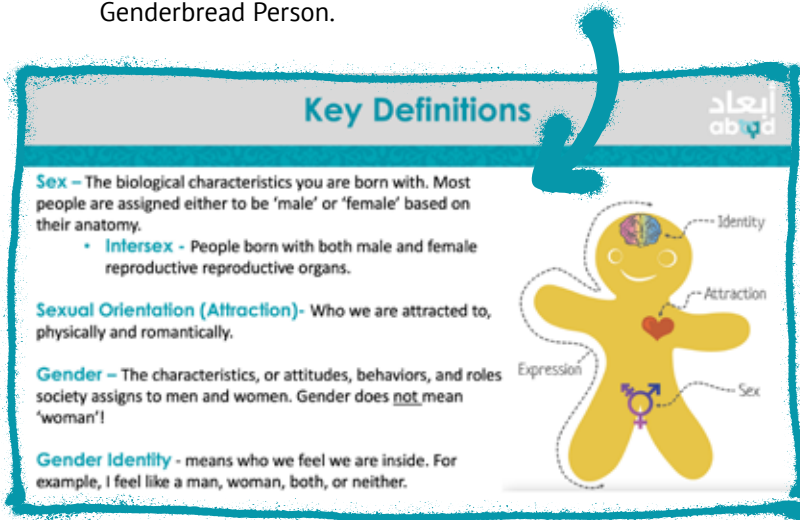 Genderbread Person.
Key Definitions
أبعاد
abaad
Sex – The biological characteristics you are born with. Most
people are assigned either to be 'male' or 'female' based on
their anatomy.
• Intersex - People born with both male and female
reproductive reproductive organs.
Sexual Orientation (Attraction)- Who we are attracted to,
physically and romantically.
Gender – The characteristics, or attitudes, behaviors, and roles
society assigns to men and women. Gender does not mean
'woman'!
Gender Identity - means who we feel we are inside. For
example, I feel like a man, woman, both, or neither.
Identity
Attraction
Expression
Sex